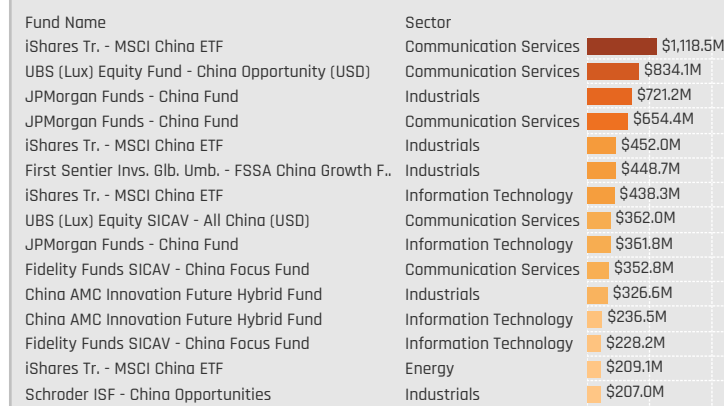 Fund Name Sector
iShares Tr. - MSCI China ETF Communication Services $1,118.5M
UBS (Lux) Equity Fund - China Opportunity (USD) Communication Services $834.1M
JPMorgan Funds - China Fund Industrials $721.2M
JPMorgan Funds - China Fund Communication Services $654.4M
iShares Tr. - MSCI China ETF Industrials $452.0M
First Sentier Invs. Glb. Umb. - FSSA China Growth F.. Industrials $448.7M
iShares Tr. - MSCI China ETF Information Technology $438.3M
UBS (Lux) Equity SICAV - All China (USD) Communication Services $362.0M
JPMorgan Funds - China Fund Information Technology $361.8M
Fidelity Funds SICAV - China Focus Fund Communication Services $352.8M
China AMC Innovation Future Hybrid Fund Industrials $326.6M
China AMC Innovation Future Hybrid Fund Information Technology $236.5M
Fidelity Funds SICAV - China Focus Fund Information Technology $228.2M
iShares Tr. - MSCI China ETF Energy $209.1M
Schroder ISF - China Opportunities Industrials $207.0M